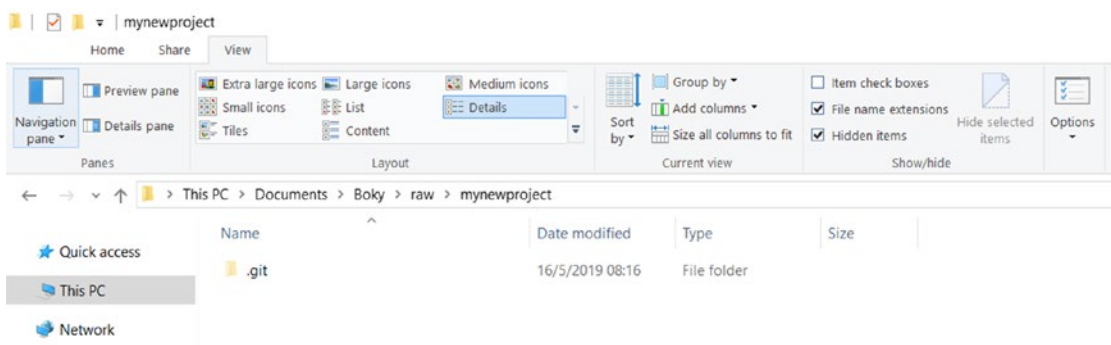 mynewproject
Home Share View
Preview pane
Details pane
Navigation pane
Panes
Extra large icons Large icons Medium icons
Small icons List Details
Tiles Content
Layout
Sort by
Group by
Add columns
Size all columns to fit
Current view
Item check boxes
File name extensions
Hidden items
Hide selected items
Show/hide
Options
This PC > Documents > Boky > raw > mynewproject
Quick access
This PC
Network
Name Date modified Type Size
.git 16/5/2019 08:16 File folder